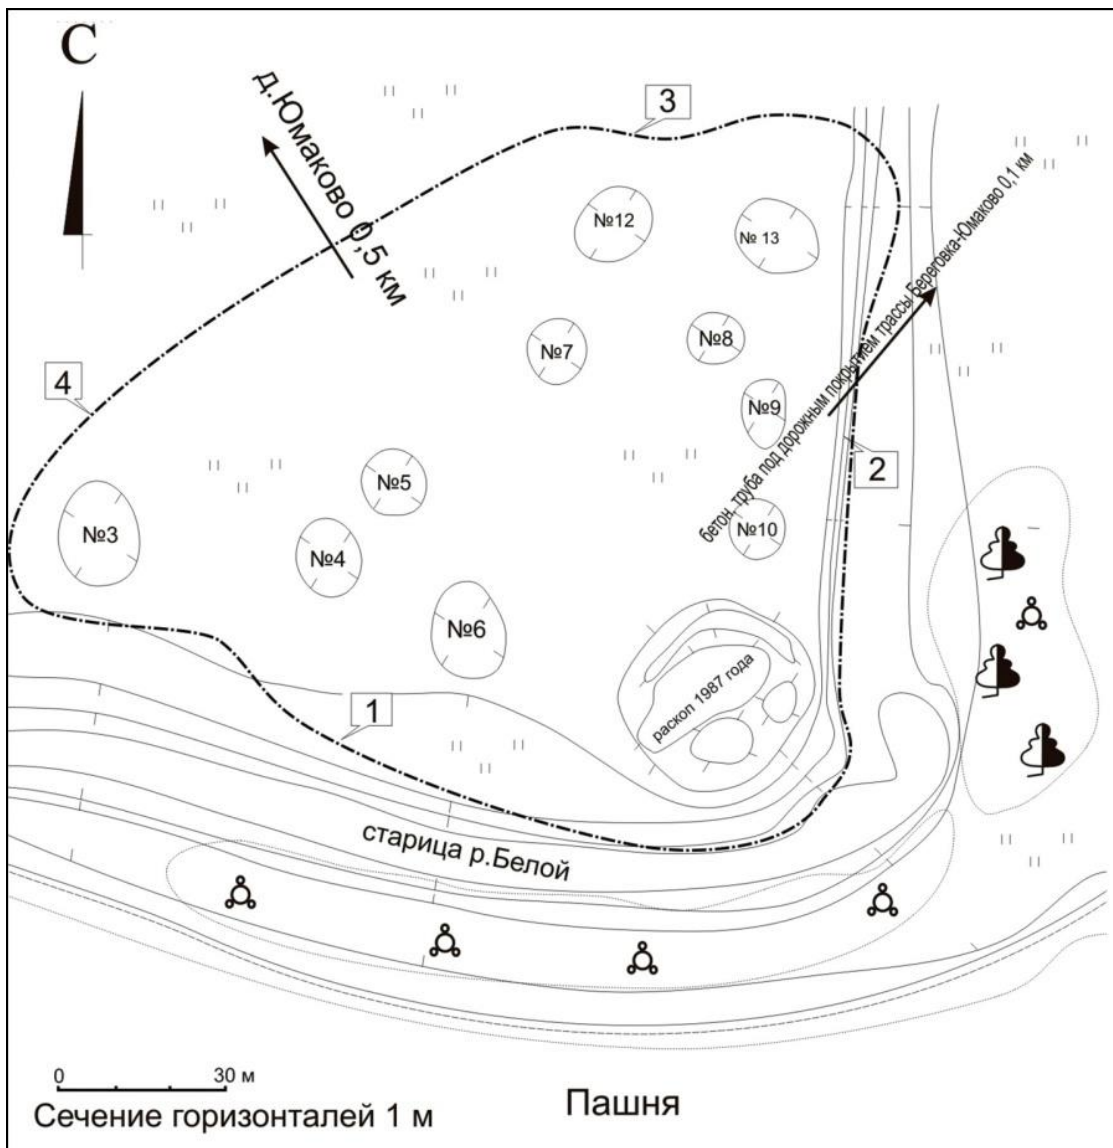 С
д.Юмаково 0,5 км
3
№12
№ 13
бетон. труба под дорожным покрытием трассы Береговка-Юмаково 0,1 км
№7
№8
4
№9
2
№5
№3
№4
№10
№6
раскоп 1987 года
1
старица р.Белой
0 30 м
Сечение горизонталей 1 м
Пашня